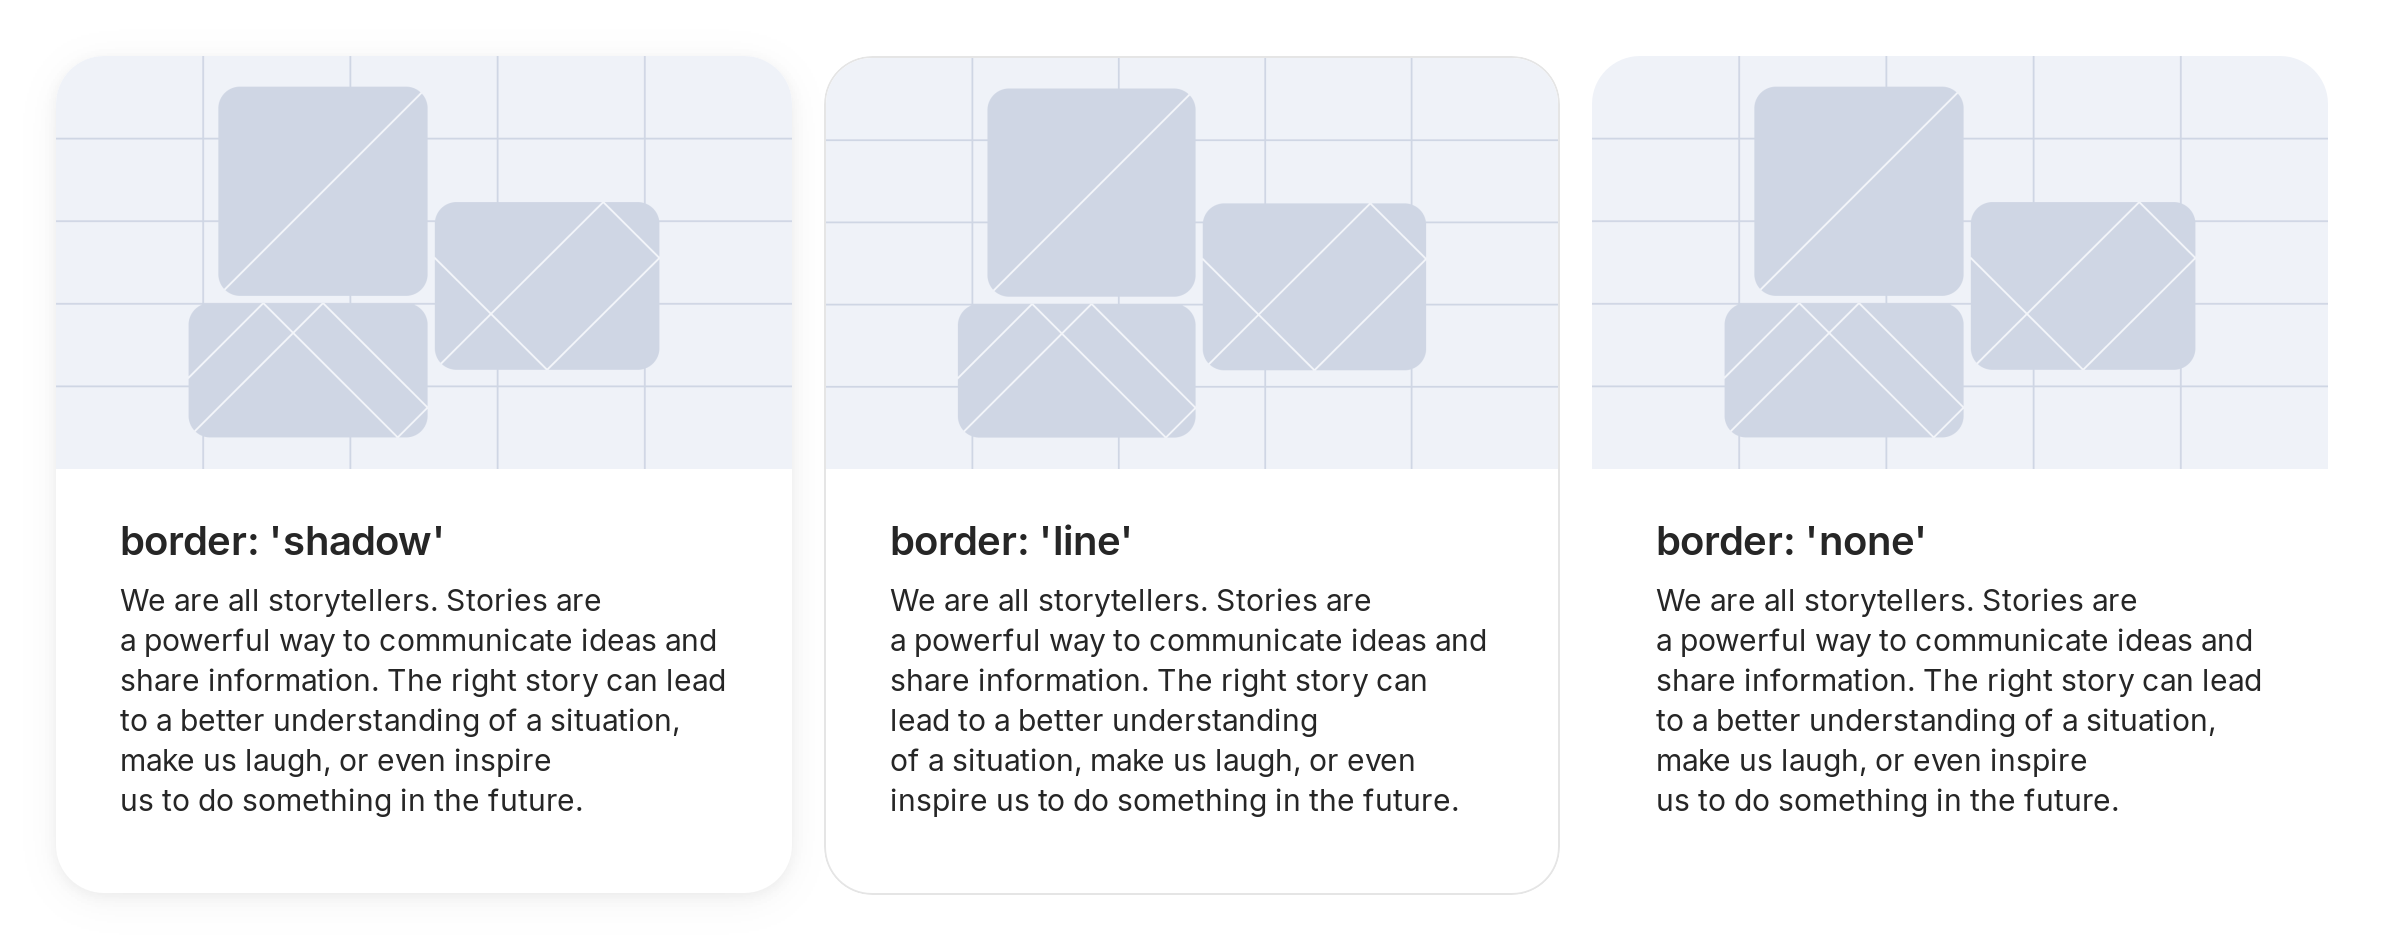 border: 'shadow'
We are all storytellers. Stories are
a powerful way to communicate ideas and
share information. The right story can lead
to a better understanding of a situation,
make us laugh, or even inspire
us to do something in the future.
border: 'line'
We are all storytellers. Stories are
a powerful way to communicate ideas and
share information. The right story can
lead to a better understanding
of a situation, make us laugh, or even
inspire us to do something in the future.
border: 'none'
We are all storytellers. Stories are
a powerful way to communicate ideas and
share information. The right story can lead
to a better understanding of a situation,
make us laugh, or even inspire
us to do something in the future.